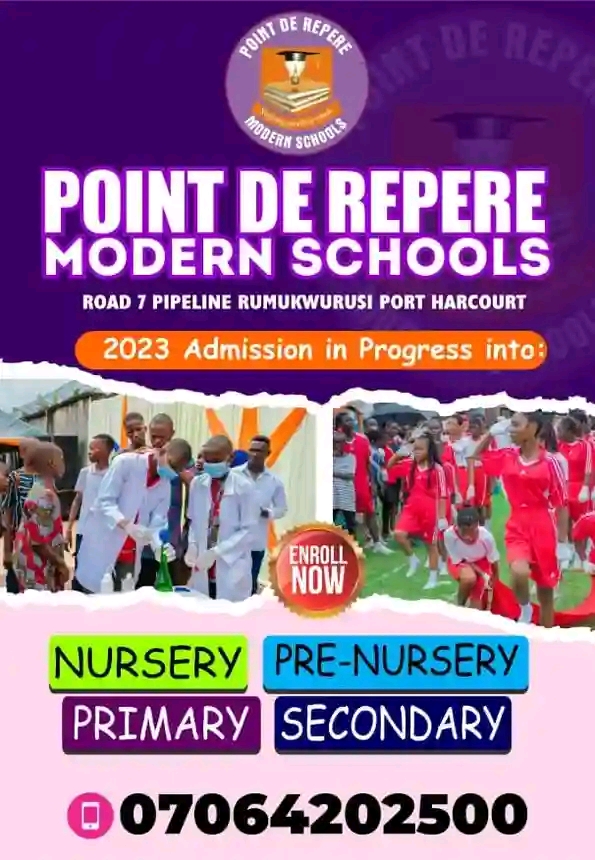 POINT DE REPERE
MODERN SCHOOLS
POINT DE REPERE
MODERN SCHOOLS
ROAD 7 PIPELINE RUMUKWURUSI PORT HARCOURT
2023 Admission in Progress into:
ENROLL
NOW
NURSERY PRE-NURSERY
PRIMARY SECONDARY
07064202500